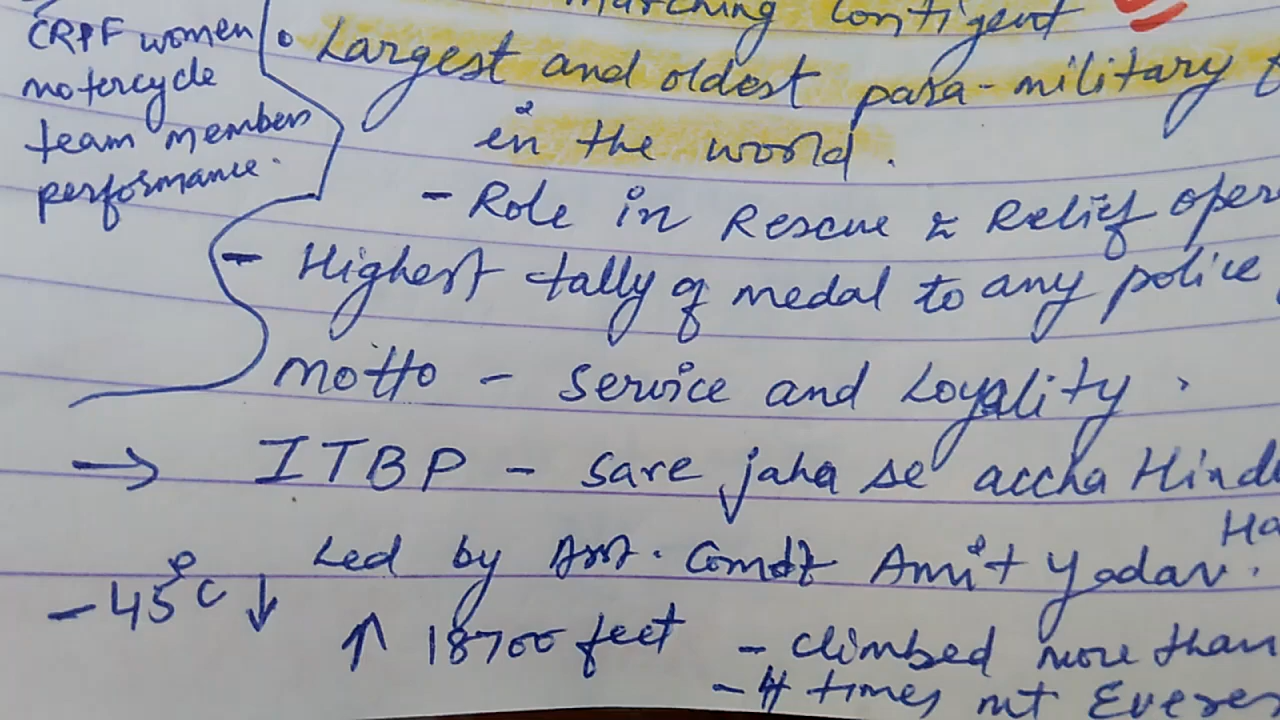 marching contigent
CRPF women
motercycle
team members
performance.
• Largest and oldest para-military
in the world.
- Role in Rescue & Relief oper
- Highest tally of medal to any police
motto - Service and Loyality.
→ ITBP - sare jaha se accha Hind
Led by Asst. Comdt Amit Yadav.
-45°C ↓
↑ 18700 feet - climbed more than
- 4 times mt Everes